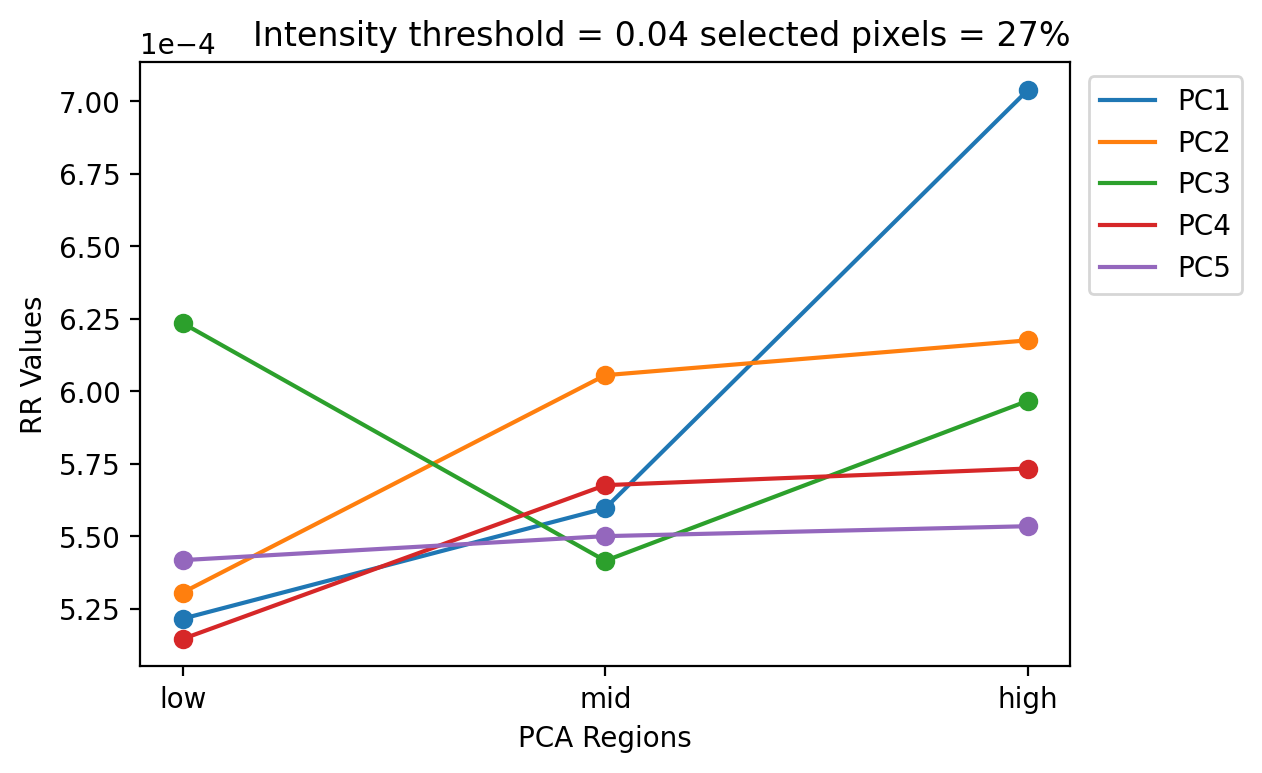 Intensity threshold = 0.04 selected pixels = 27%
1e−4
7.00
6.75
6.50
6.25
6.00
5.75
5.50
5.25
RR Values
low
mid
high
PCA Regions
PC1
PC2
PC3
PC4
PC5